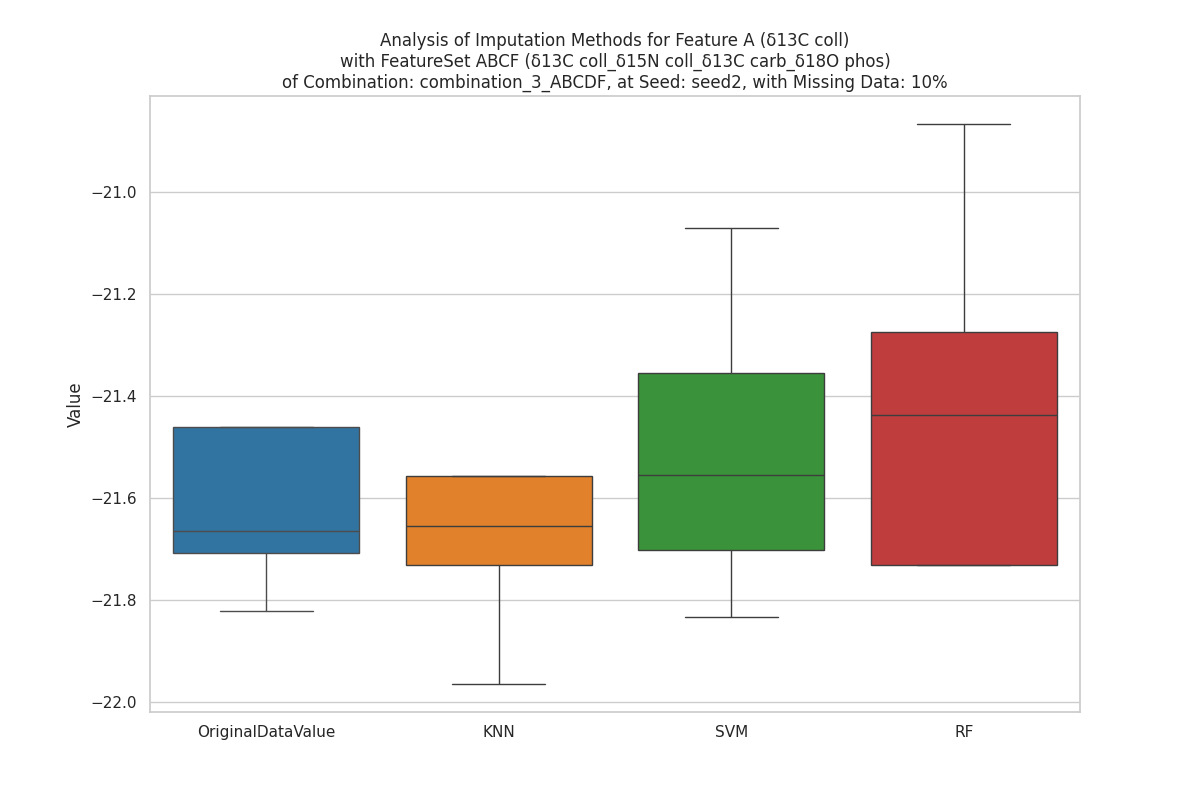 Analysis of Imputation Methods for Feature A (δ13C coll)
with FeatureSet ABCF (δ13C coll_δ15N coll_δ13C carb_δ18O phos)
of Combination: combination_3_ABCDF, at Seed: seed2, with Missing Data: 10%
Value
−21.0
−21.2
−21.4
−21.6
−21.8
−22.0
OriginalDataValue
KNN
SVM
RF